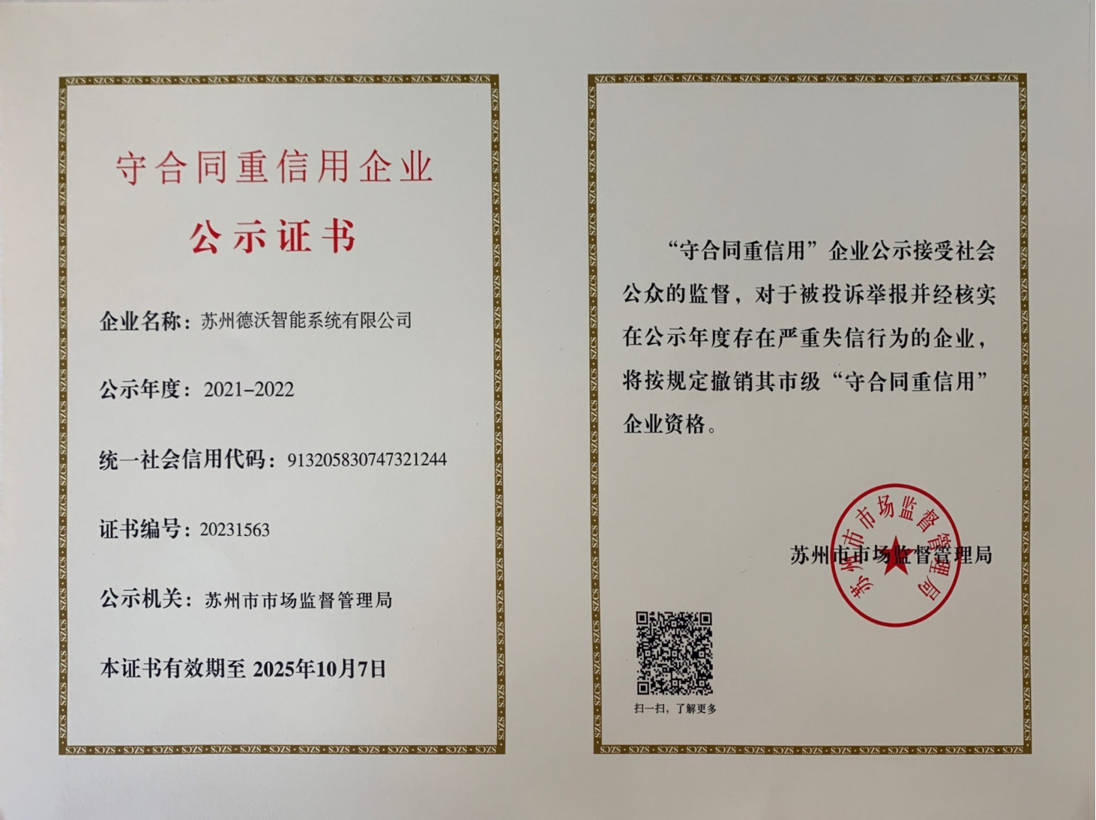 守合同重信用企业
公示证书
企业名称：苏州德沃智能系统有限公司
公示年度：2021-2022
统一社会信用代码：913205830747321244
证书编号：20231563
公示机关：苏州市市场监督管理局
本证书有效期至 2025年10月7日
“守合同重信用”企业公示接受社会
公众的监督，对于被投诉举报并经核实
在公示年度存在严重失信行为的企业，
将按规定撤销其市级“守合同重信用”
企业资格。
苏州市市场监督管理局
苏州市市场监督管理局
扫一扫，了解更多
SZCS